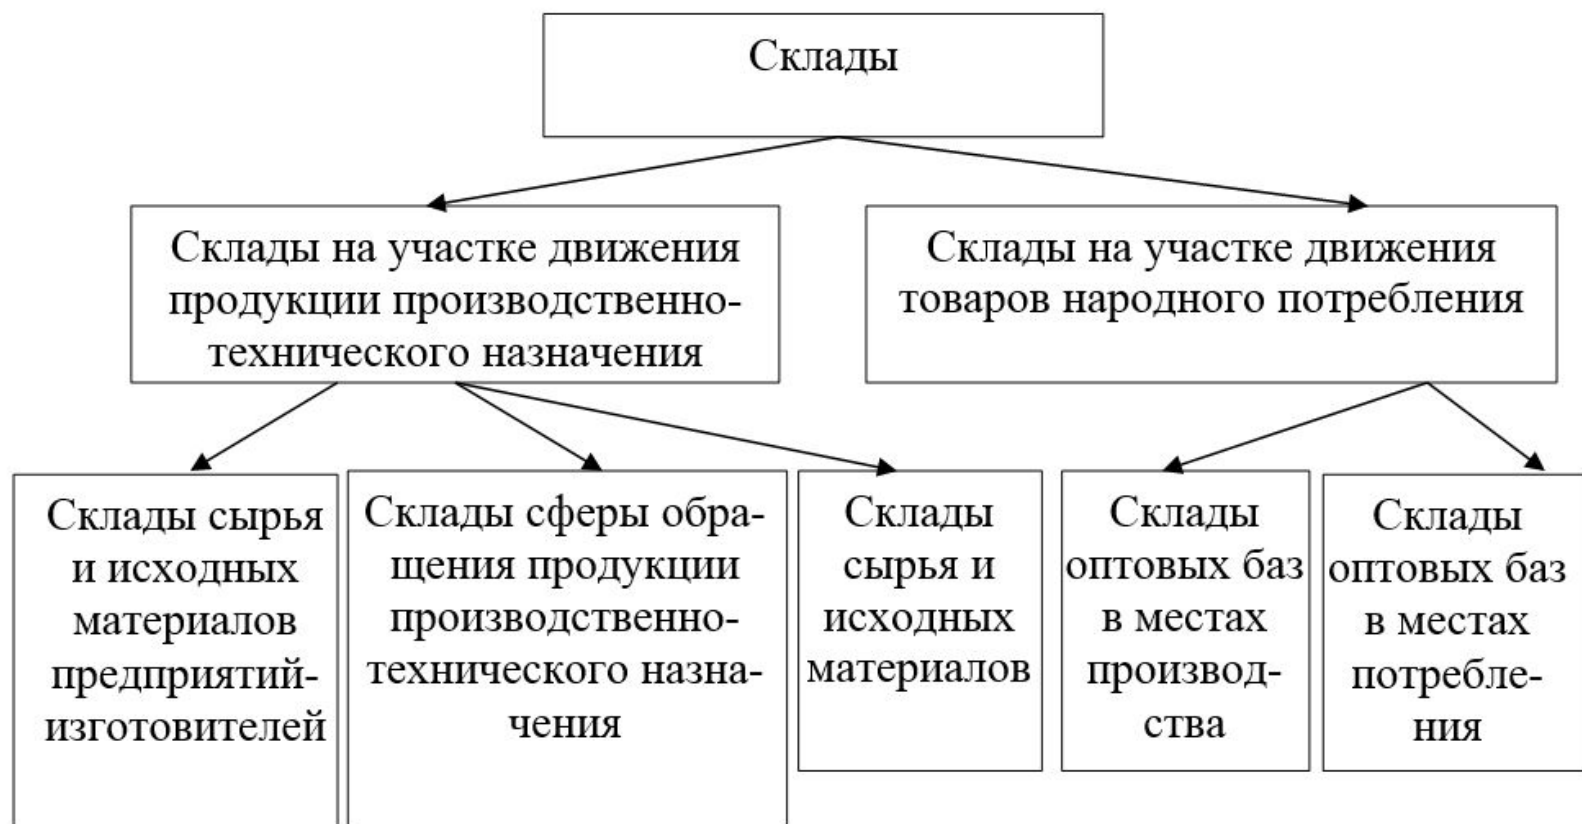 Склады
Склады на участке движения
продукции производственно-
технического назначения
Склады на участке движения
товаров народного потребления
Склады сырья
и исходных
материалов
предприятий-
изготовителей
Склады сферы обра-
щения продукции
производственно-
технического назна-
чения
Склады
сырья и
исходных
материалов
Склады
оптовых баз
в местах
производ-
ства
Склады
оптовых баз
в местах
потребле-
ния